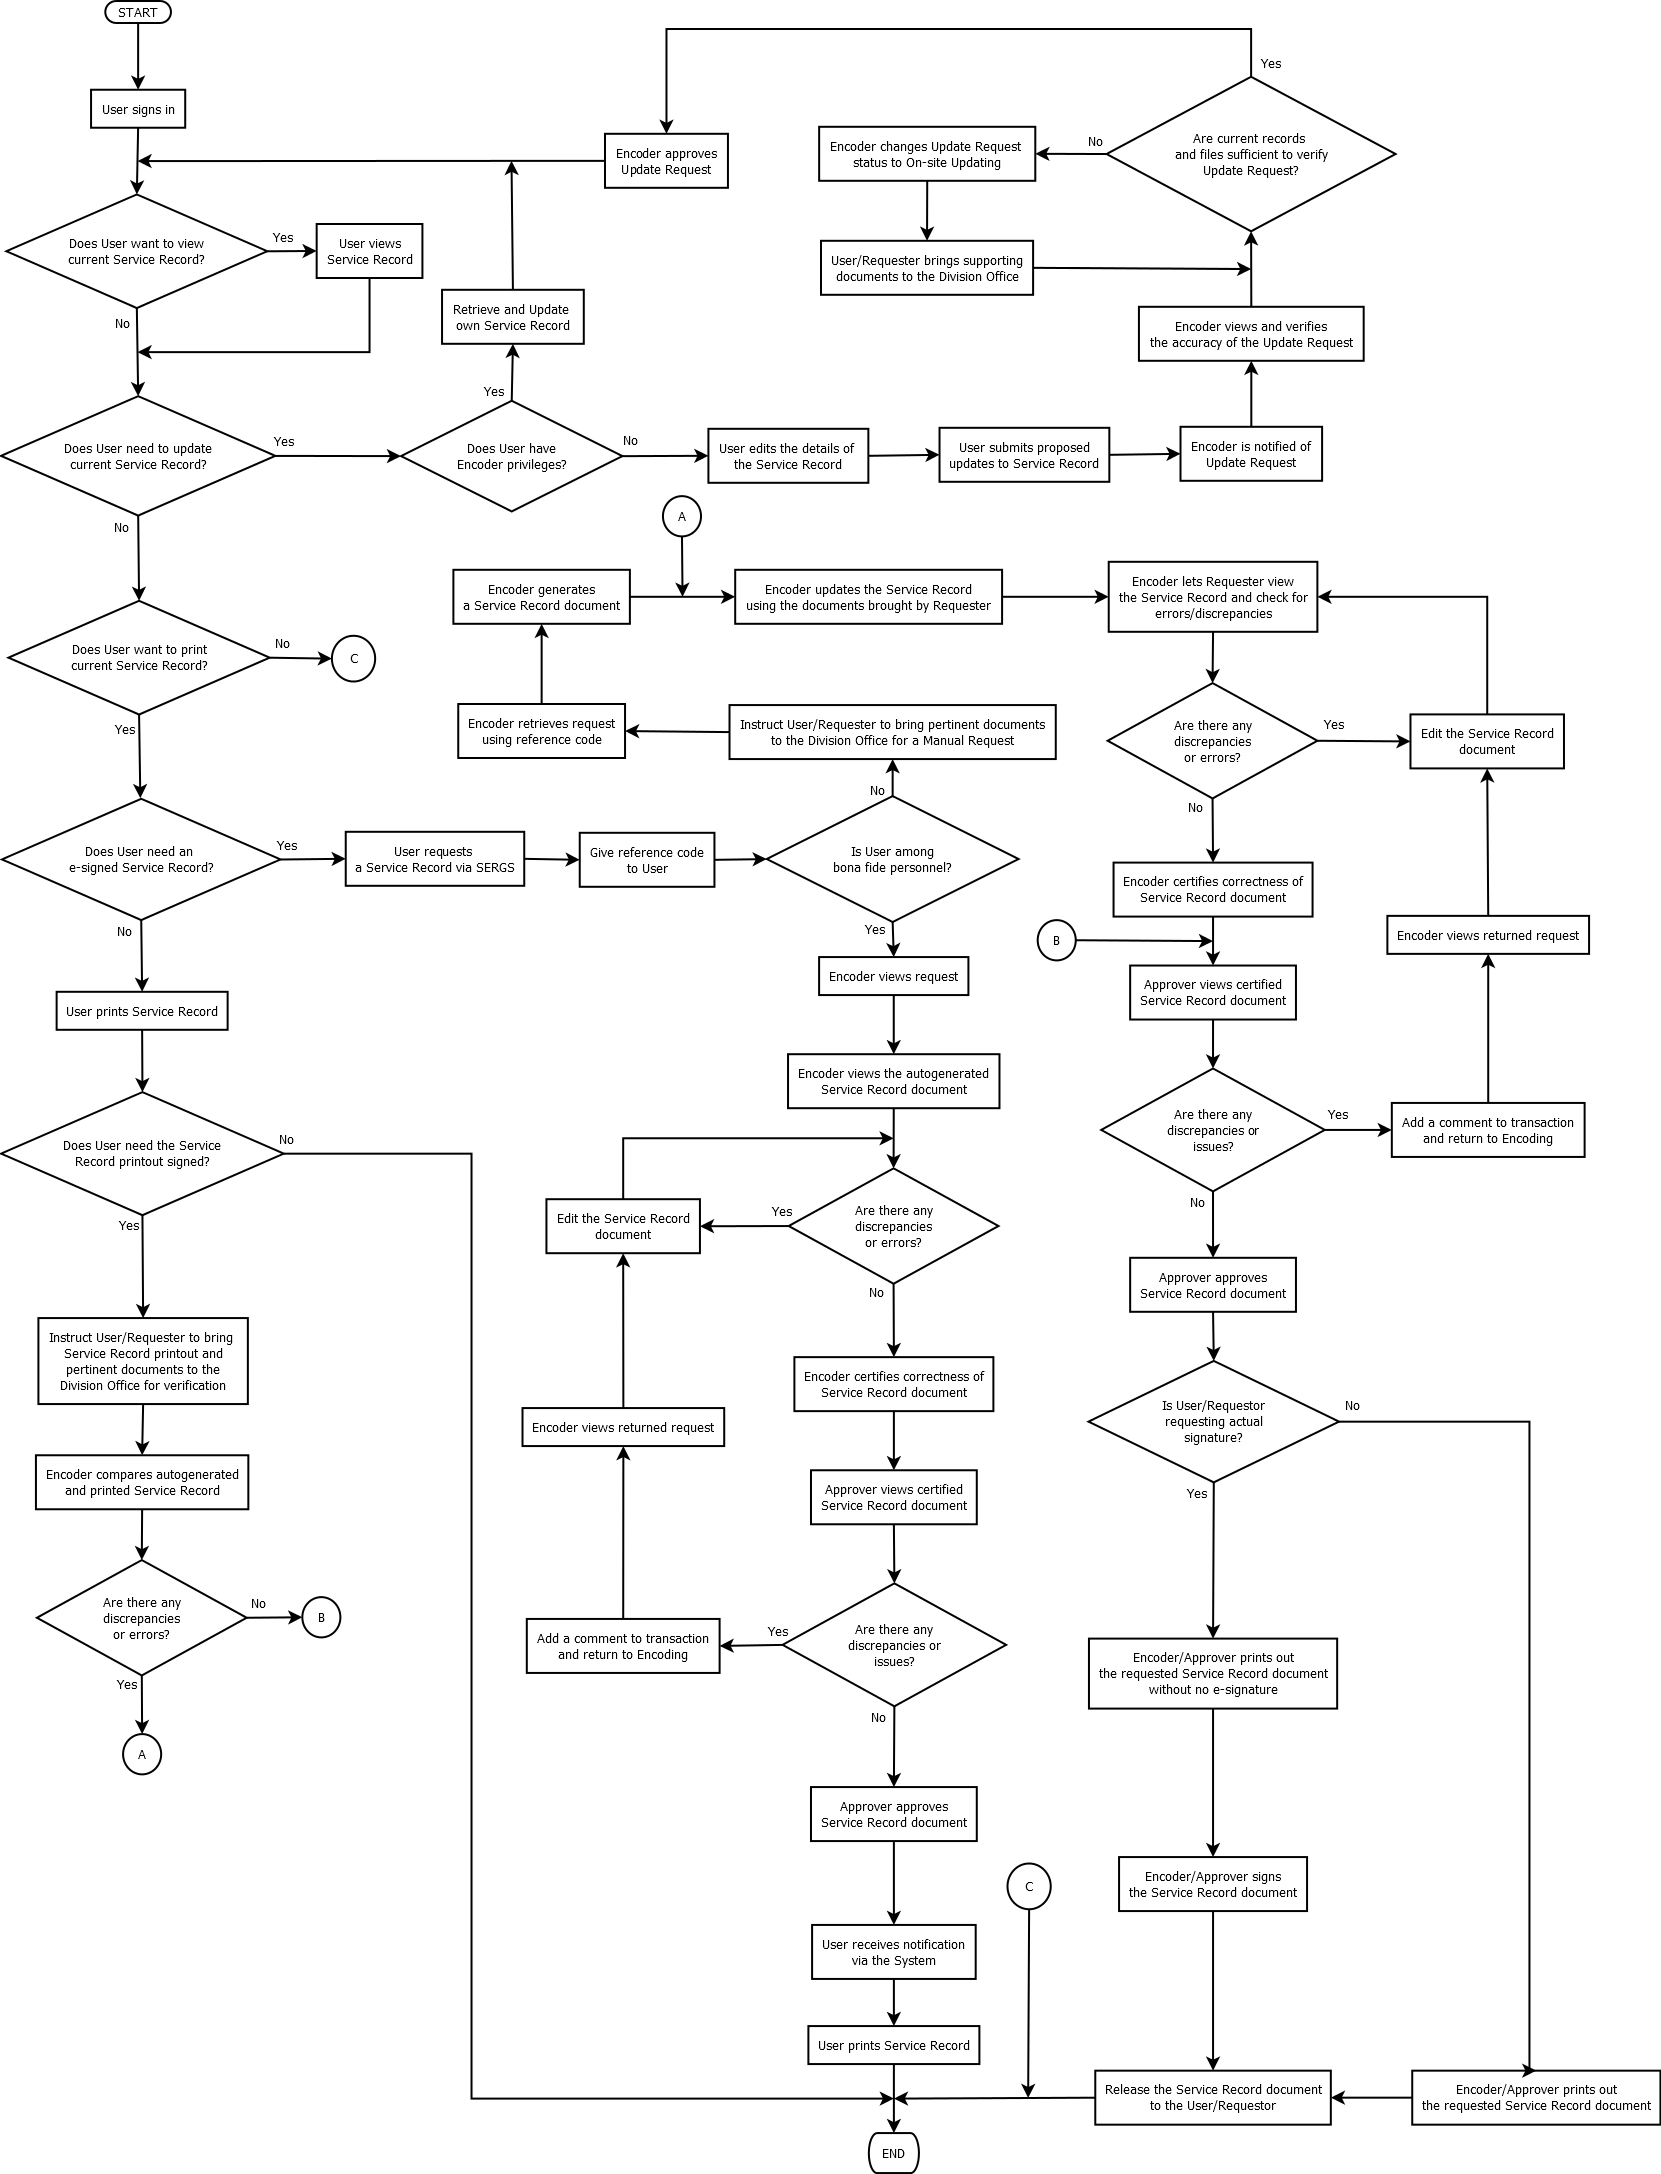 START
User signs in
Does User want to view
current Service Record?
Yes
User views
Service Record
No
Does User need to update
current Service Record?
Yes
No
Does User have
Encoder privileges?
Yes
Retrieve and Update
own Service Record
No
User edits the details of
the Service Record
User submits proposed
updates to Service Record
Encoder is notified of
Update Request
Encoder views and verifies
the accuracy of the Update Request
Are current records
and files sufficient to verify
Update Request?
Yes
No
Encoder changes Update Request
status to On-site Updating
User/Requester brings supporting
documents to the Division Office
Encoder approves
Update Request
Does User want to print
current Service Record?
No
C
Yes
Does User need an
e-signed Service Record?
Yes
No
User requests
a Service Record via SERGS
Give reference code
to User
Is User among
bona fide personnel?
No
Yes
Instruct User/Requester to bring pertinent documents
to the Division Office for a Manual Request
Encoder retrieves request
using reference code
Encoder generates
a Service Record document
A
Encoder updates the Service Record
using the documents brought by Requester
Encoder lets Requester view
the Service Record and check for
errors/discrepancies
Are there any
discrepancies
or errors?
Yes
Edit the Service Record
document
No
Encoder certifies correctness of
Service Record document
B
Approver views certified
Service Record document
Encoder views returned request
Are there any
discrepancies or
issues?
Yes
Add a comment to transaction
and return to Encoding
No
Approver approves
Service Record document
Is User/Requestor
requesting actual
signature?
No
Yes
Encoder/Approver prints out
the requested Service Record document
without no e-signature
Encoder/Approver signs
the Service Record document
Release the Service Record document
to the User/Requestor
Encoder/Approver prints out
the requested Service Record document
User prints Service Record
Does User need the Service
Record printout signed?
No
Yes
Instruct User/Requester to bring
Service Record printout and
pertinent documents to the
Division Office for verification
Encoder compares autogenerated
and printed Service Record
Are there any
discrepancies
or errors?
No
B
Yes
A
Encoder views request
Encoder views the autogenerated
Service Record document
Are there any
discrepancies
or errors?
Yes
Edit the Service Record
document
No
Encoder certifies correctness of
Service Record document
Encoder views returned request
Approver views certified
Service Record document
Are there any
discrepancies or
issues?
Yes
Add a comment to transaction
and return to Encoding
No
Approver approves
Service Record document
User receives notification
via the System
User prints Service Record
C
END